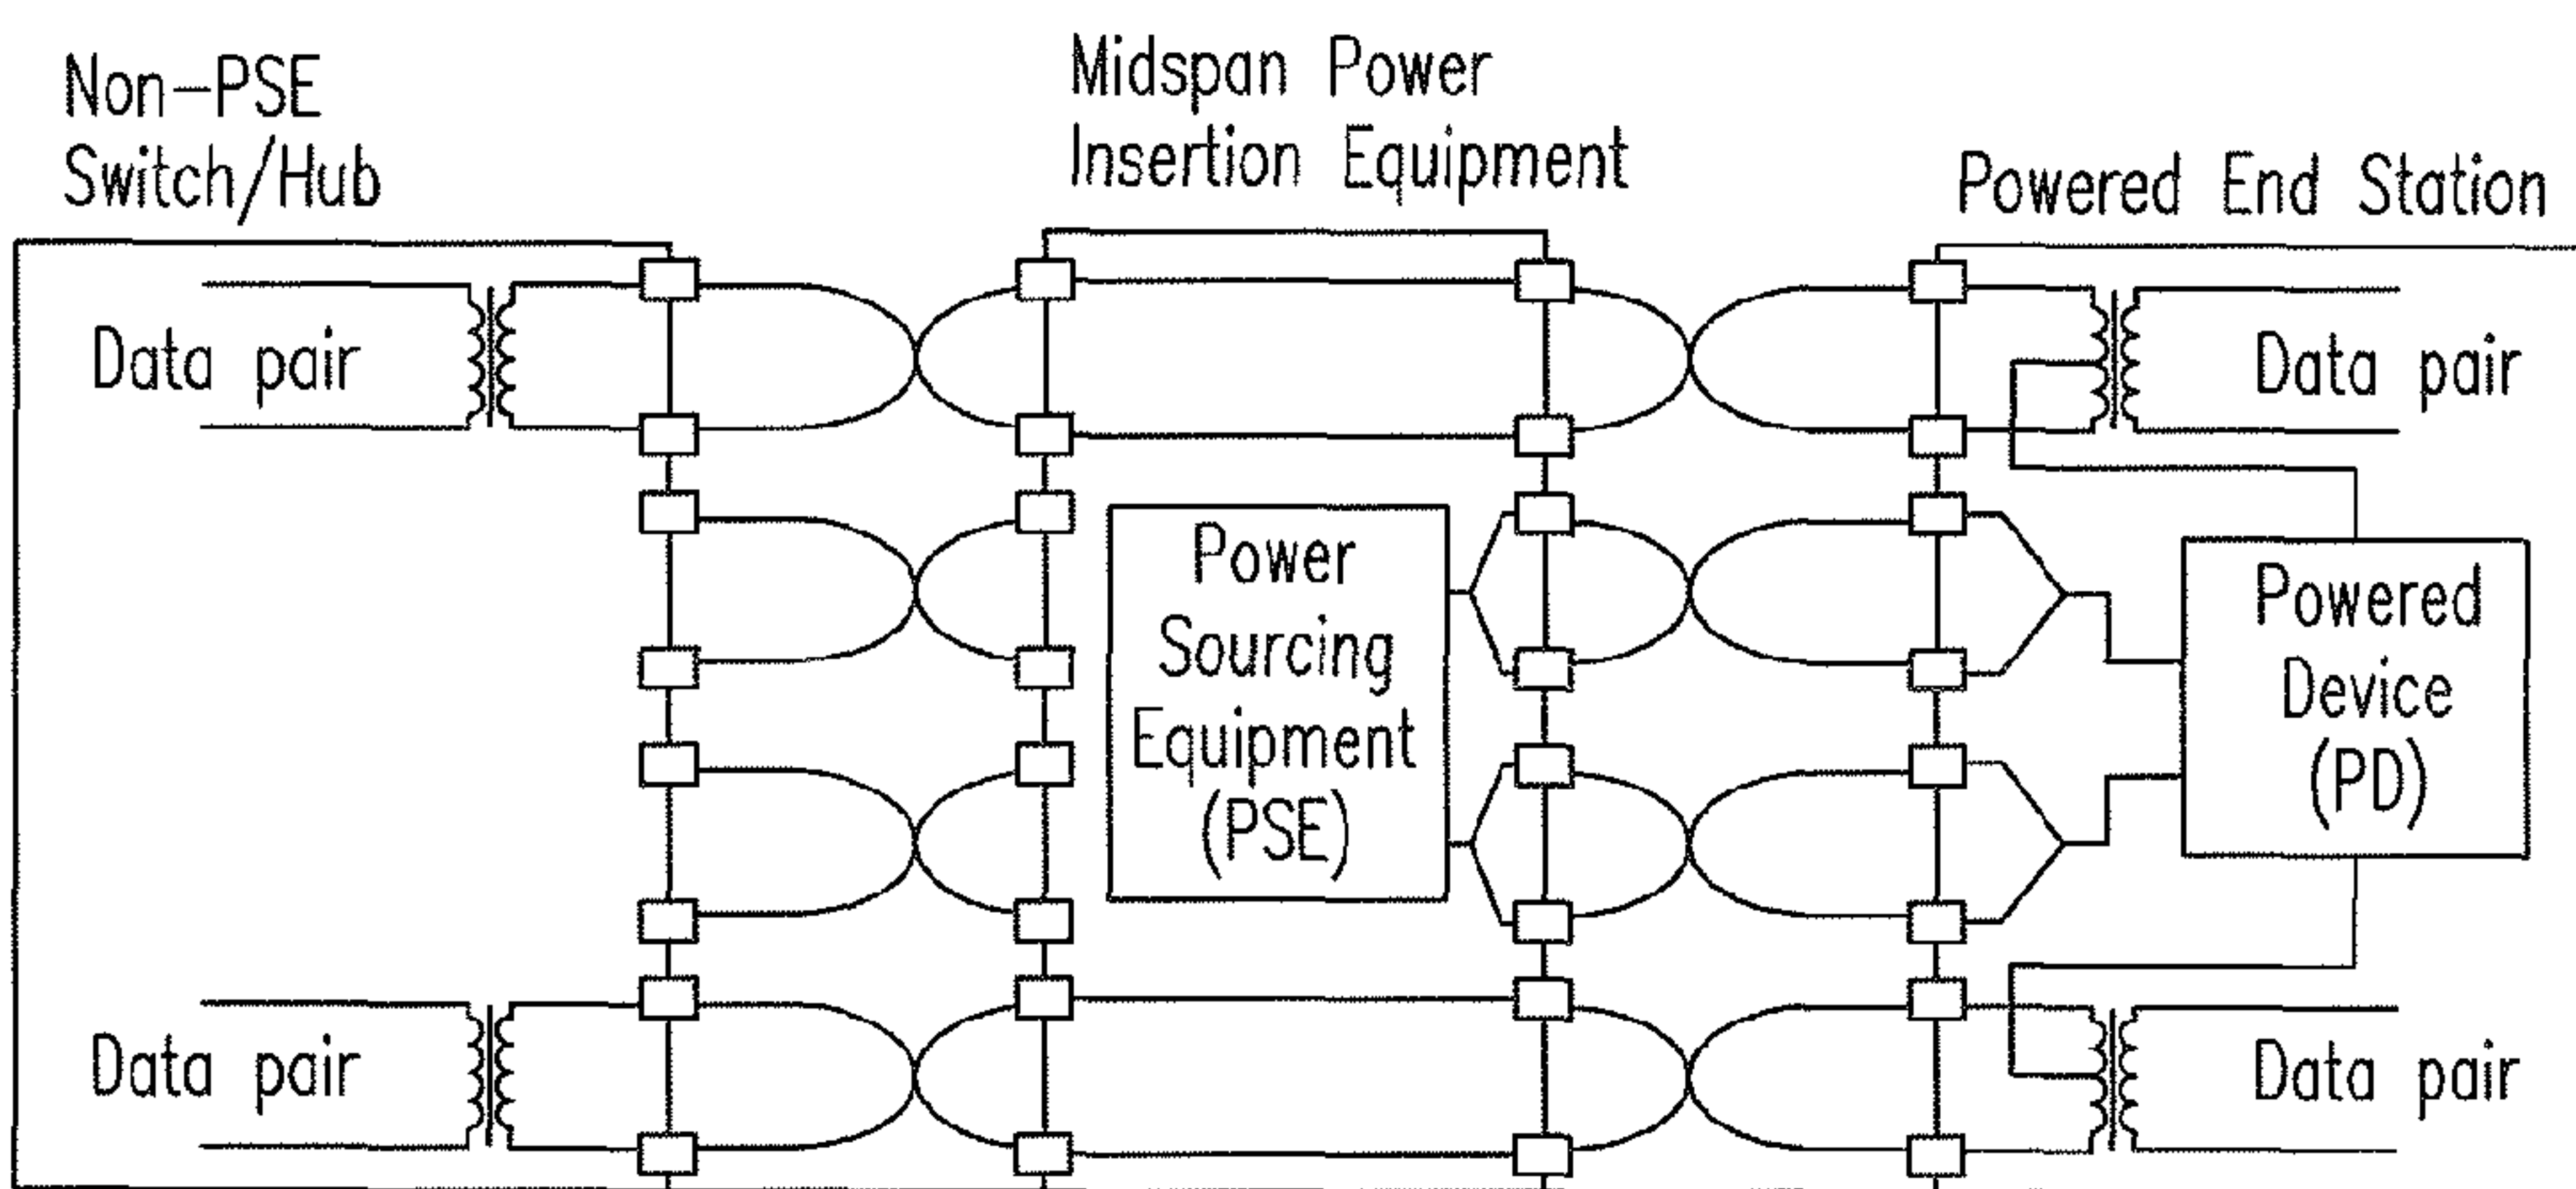 Non-PSE
Switch/Hub
Midspan Power
Insertion Equipment
Powered End Station
Data pair
Data pair
Power
Sourcing
Equipment
(PSE)
Powered
Device
(PD)
Data pair
Data pair